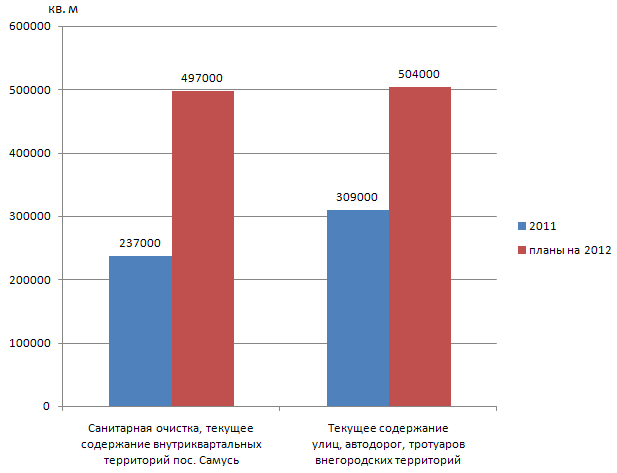 кв. м
600000
500000
400000
300000
200000
100000
0
497000
504000
237000
309000
2011
планы на 2012
Санитарная очистка, текущее
содержание внутриквартальных
территорий пос. Самусь
Текущее содержание
улиц, автодорог, тротуаров
внегородских территорий